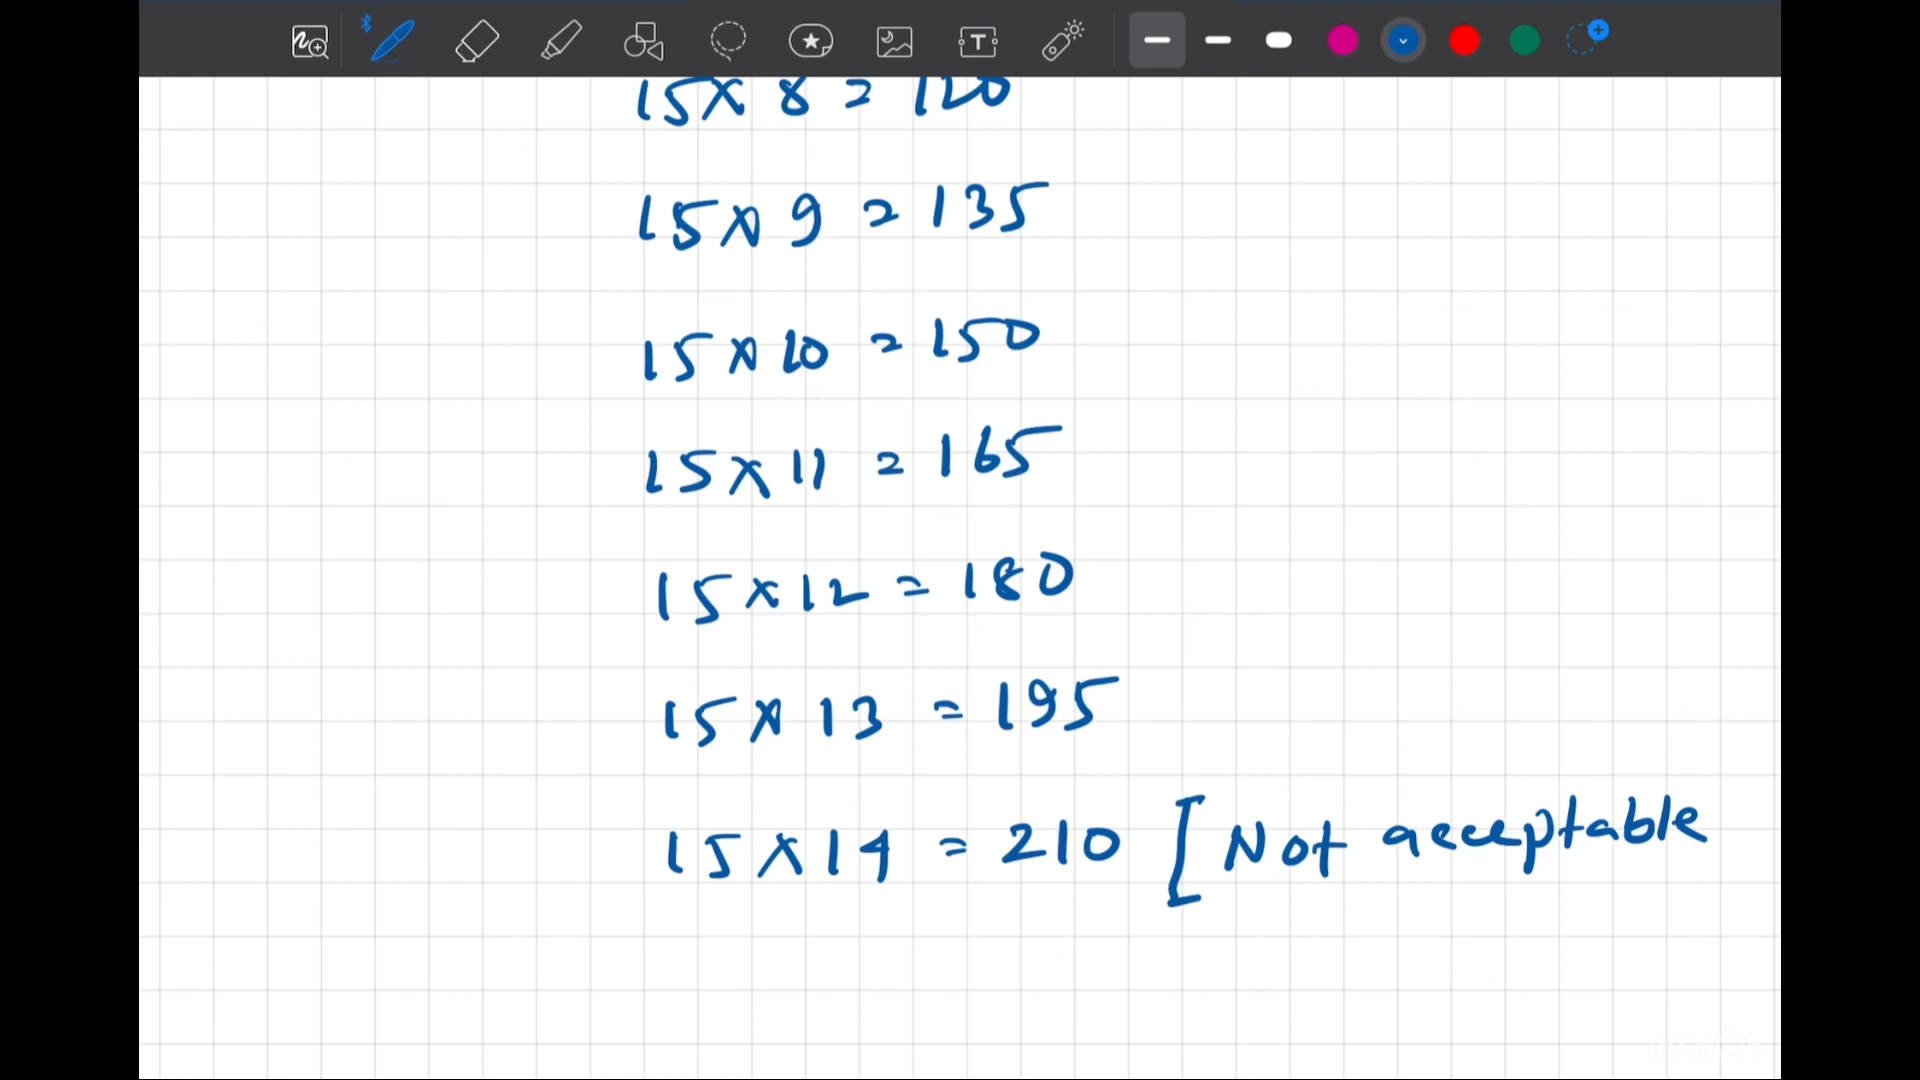 15 × 8 = 120
15 × 9 = 135
15 × 10 = 150
15 × 11 = 165
15 × 12 = 180
15 × 13 = 195
15 × 14 = 210 [ Not acceptable